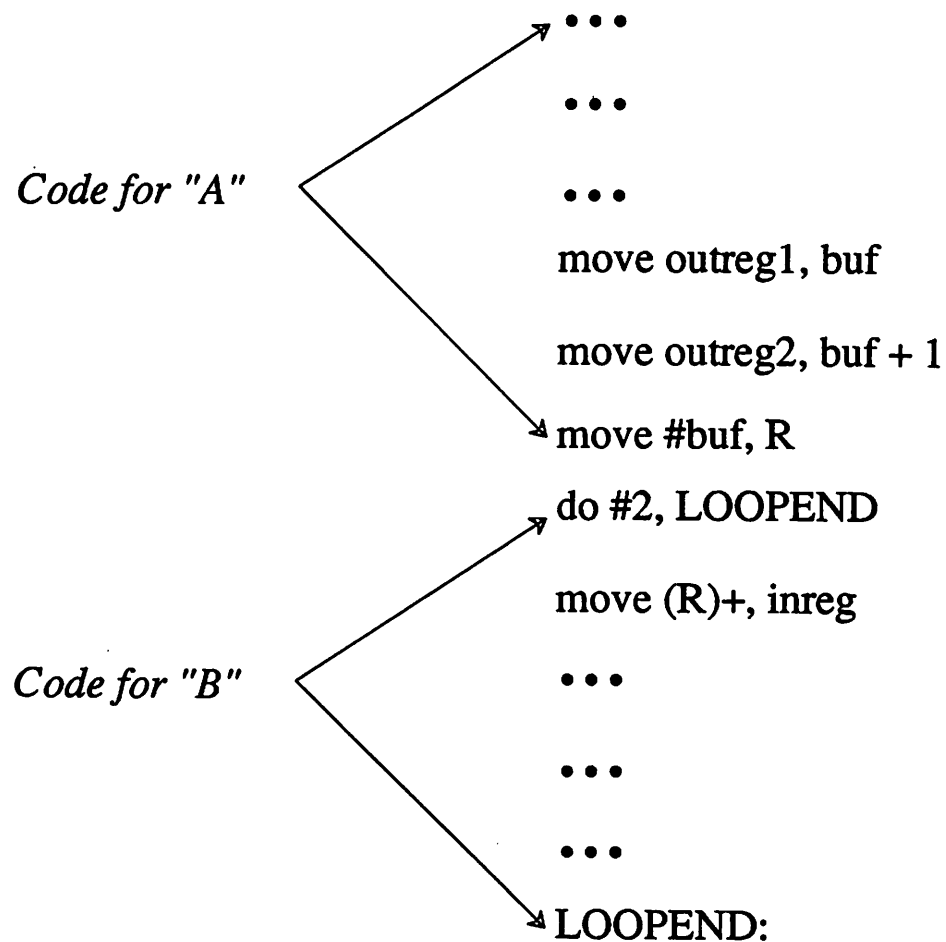 •••
•••
Code for "A"
•••
move outreg1, buf
move outreg2, buf + 1
move #buf, R
do #2, LOOPEND
move (R)+, inreg
Code for "B"
•••
•••
•••
LOOPEND: